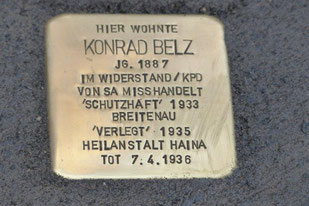 HIER WOHNTE
KONRAD BELZ
JG. 1887
IM WIDERSTAND/KPD
VON SA MISSHANDELT
'SCHUTZHAFT' 1933
BREITENAU
'VERLEGT' 1935
HEILANSTALT HAINA
TOT 7.4.1936